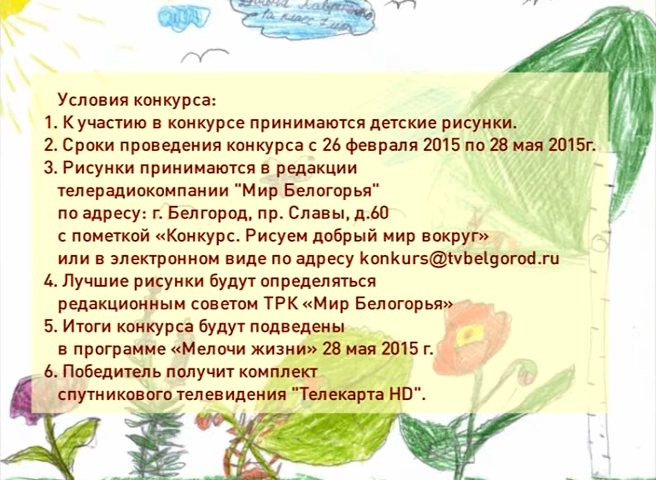 Условия конкурса:
1. К участию в конкурсе принимаются детские рисунки.
2. Сроки проведения конкурса с 26 февраля 2015 по 28 мая 2015г.
3. Рисунки принимаются в редакции
телерадиокомпании "Мир Белогорья"
по адресу: г. Белгород, пр. Славы, д.60
с пометкой «Конкурс. Рисуем добрый мир вокруг»
или в электронном виде по адресу konkurs@tvbelgorod.ru
4. Лучшие рисунки будут определяться
редакционным советом ТРК «Мир Белогорья»
5. Итоги конкурса будут подведены
в программе «Мелочи жизни» 28 мая 2015 г.
6. Победитель получит комплект
спутникового телевидения "Телекарта HD".